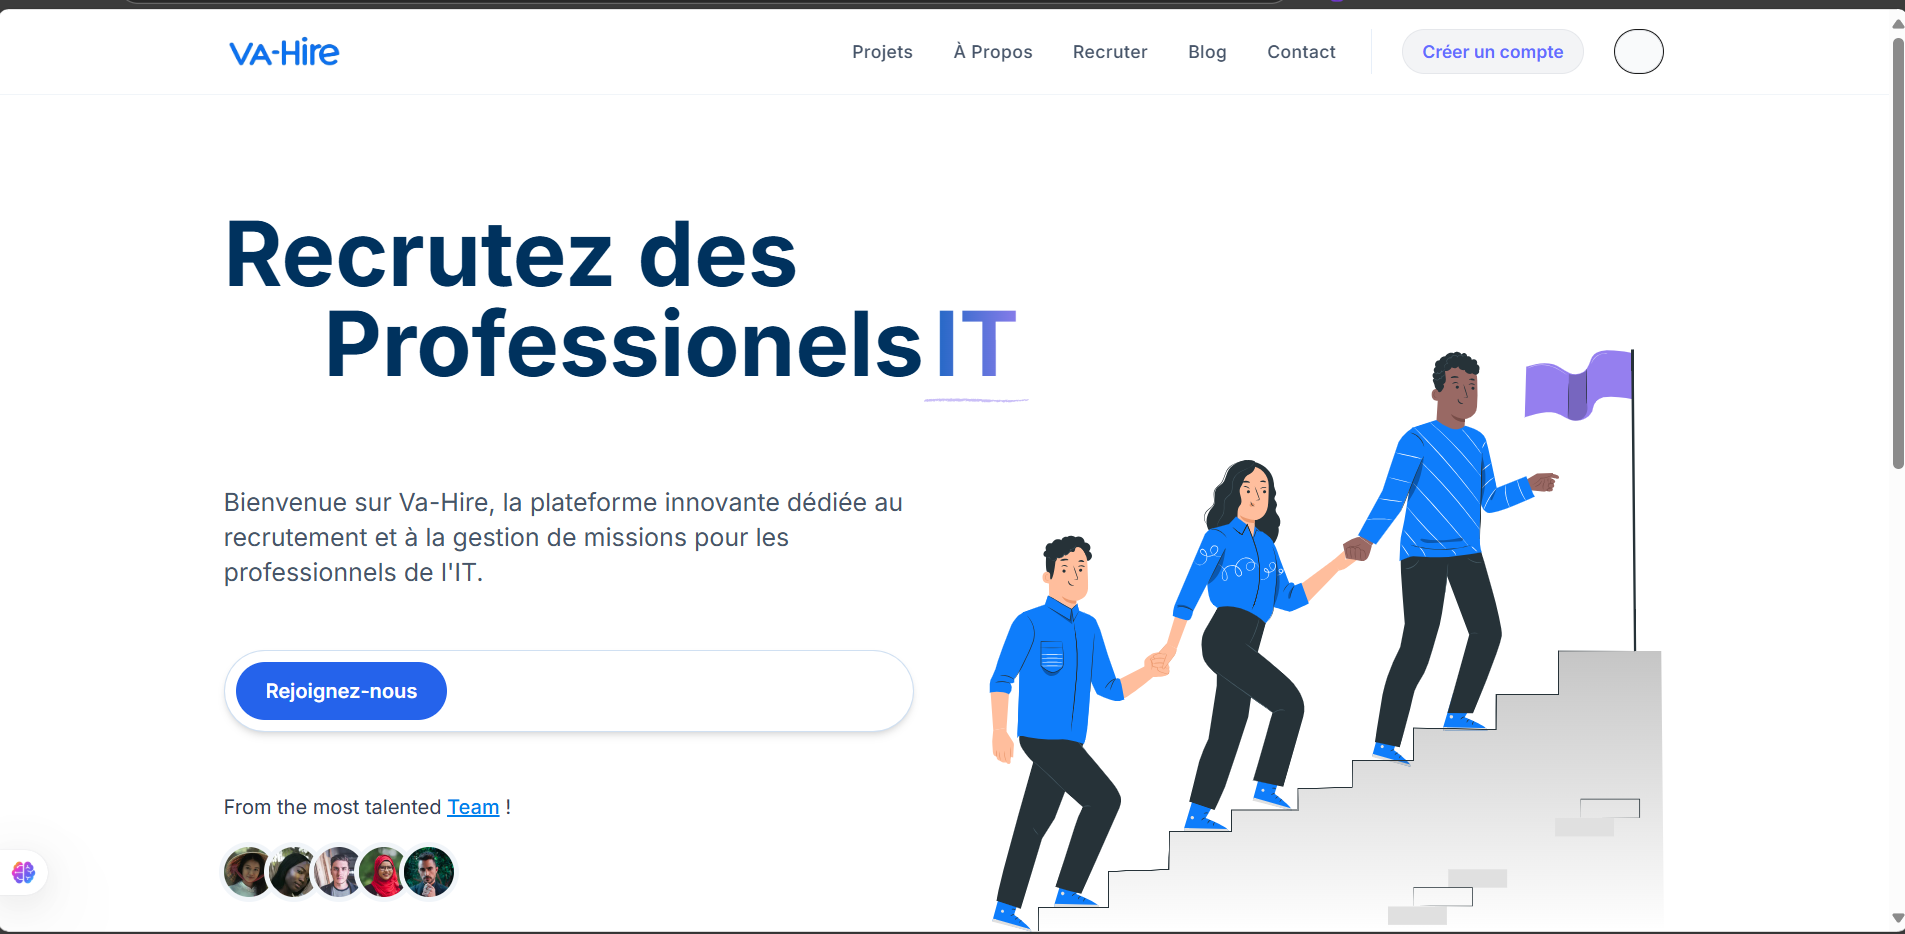 VA-Hire
Projets
À Propos
Recruter
Blog
Contact
Créer un compte
Recrutez des
Professionels IT
Bienvenue sur Va-Hire, la plateforme innovante dédiée au
recrutement et à la gestion de missions pour les
professionnels de l'IT.
Rejoignez-nous
From the most talented Team !